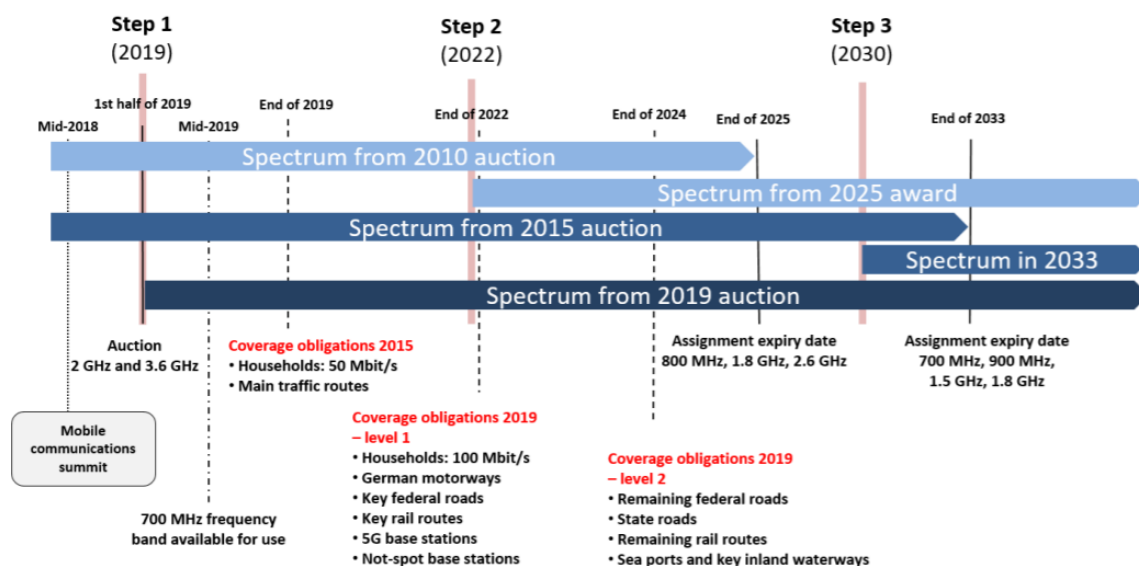 Step 1
(2019)
Step 2
(2022)
Step 3
(2030)
1st half of 2019
End of 2019
Mid-2018
Mid-2019
End of 2022
End of 2024
End of 2025
End of 2033
Spectrum from 2010 auction
Spectrum from 2025 award
Spectrum from 2015 auction
Spectrum in 2033
Spectrum from 2019 auction
Auction
2 GHz and 3.6 GHz
Coverage obligations 2015
• Households: 50 Mbit/s
• Main traffic routes
Assignment expiry date
800 MHz, 1.8 GHz, 2.6 GHz
Assignment expiry date
700 MHz, 900 MHz,
1.5 GHz, 1.8 GHz
Mobile
communications
summit
700 MHz frequency
band available for use
Coverage obligations 2019
– level 1
• Households: 100 Mbit/s
• German motorways
• Key federal roads
• Key rail routes
• 5G base stations
• Not-spot base stations
Coverage obligations 2019
– level 2
• Remaining federal roads
• State roads
• Remaining rail routes
• Sea ports and key inland waterways